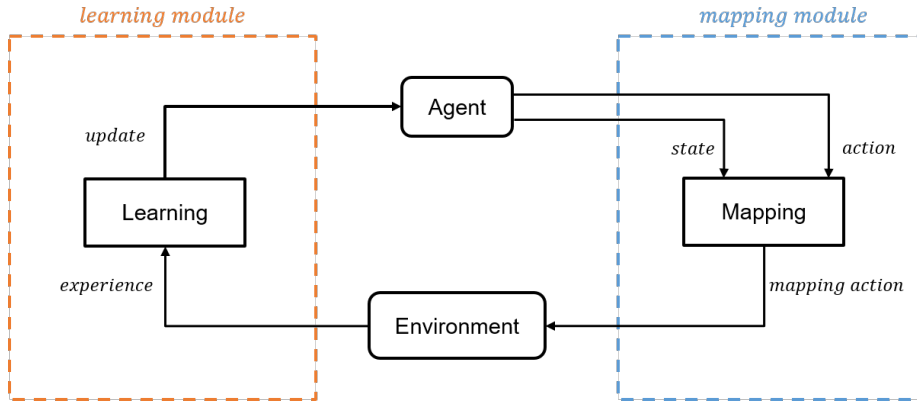 learning module
mapping module
Agent
update
state
action
Learning
Mapping
experience
mapping action
Environment